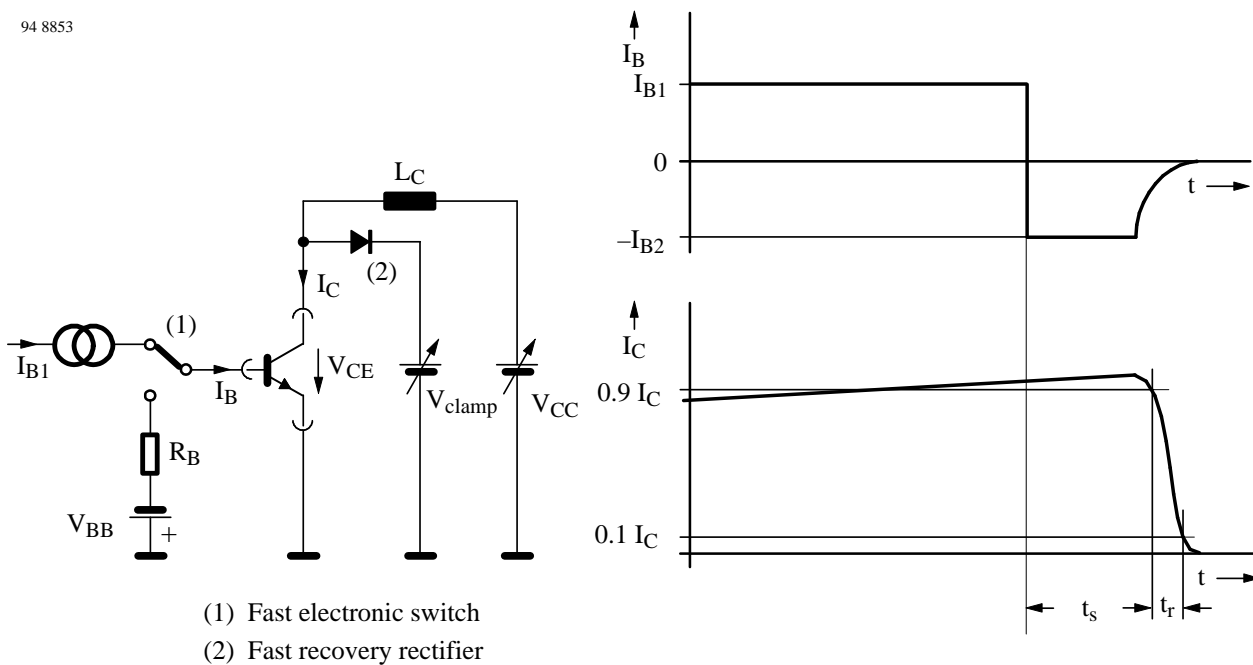 94 8853
L_C
(2)
I_C
(1)
I_B1
I_B
V_CE
V_clamp
V_CC
R_B
V_BB
+
(1) Fast electronic switch
(2) Fast recovery rectifier
I_B
I_B1
0
t
–I_B2
I_C
0.9 I_C
0.1 I_C
t
t_s
t_r